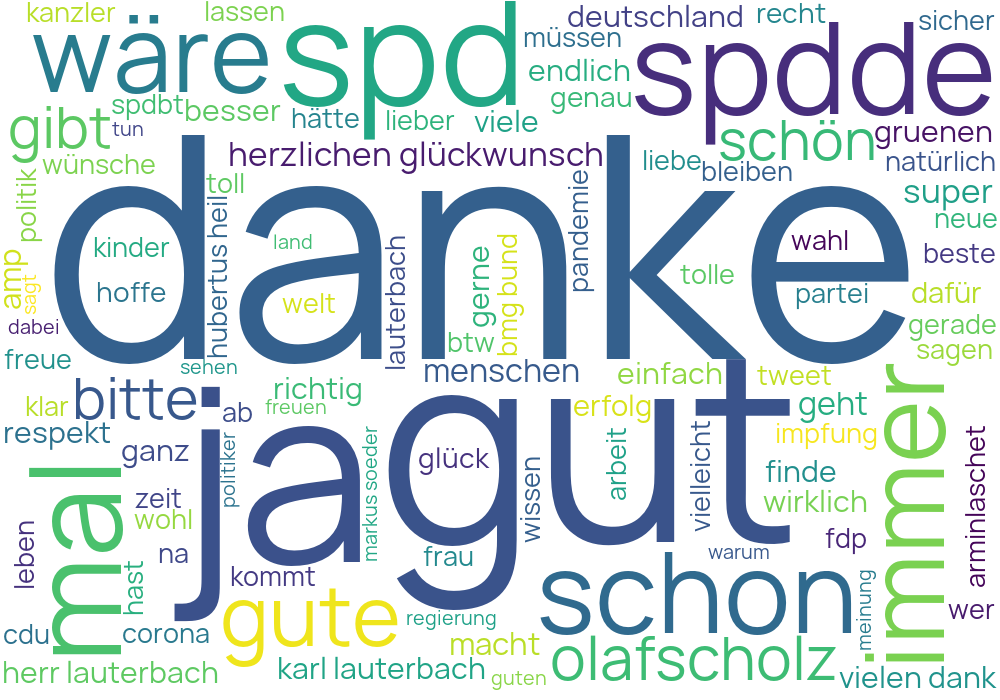 kanzler
lassen
deutschland
recht
sicher
wäre
spd
müssen
spdde
endlich
genau
spdbt
besser
hätte
lieber
viele
gibt
tun
schön
gruenen
wünsche
herzlichen glückwunsch
liebe
bleiben
natürlich
politik
toll
super
neue
danke
hubertus heil
pandemie
kinder
land
wahl
beste
lauterbach
gerne
bmg bund
tolle
amp
sagt
hoffe
welt
partei
dafür
dabei
btw
gerade
sagen
freue
sehen
menschen
einfach
tweet
bitte
richtig
klar
ab
freuen
erfolg
geht
immer
respekt
jagut
impfung
ganz
politiker
markus soeder
glück
wissen
arbeit
vielleicht
finde
arminlaschet
mal
zeit
wirklich
wohl
leben
na
frau
warum
fdp
hast
kommt
schon
meinung
gute
regierung
wer
cdu
corona
macht
olafscholz
herr lauterbach
karl lauterbach
guten
vielen dank